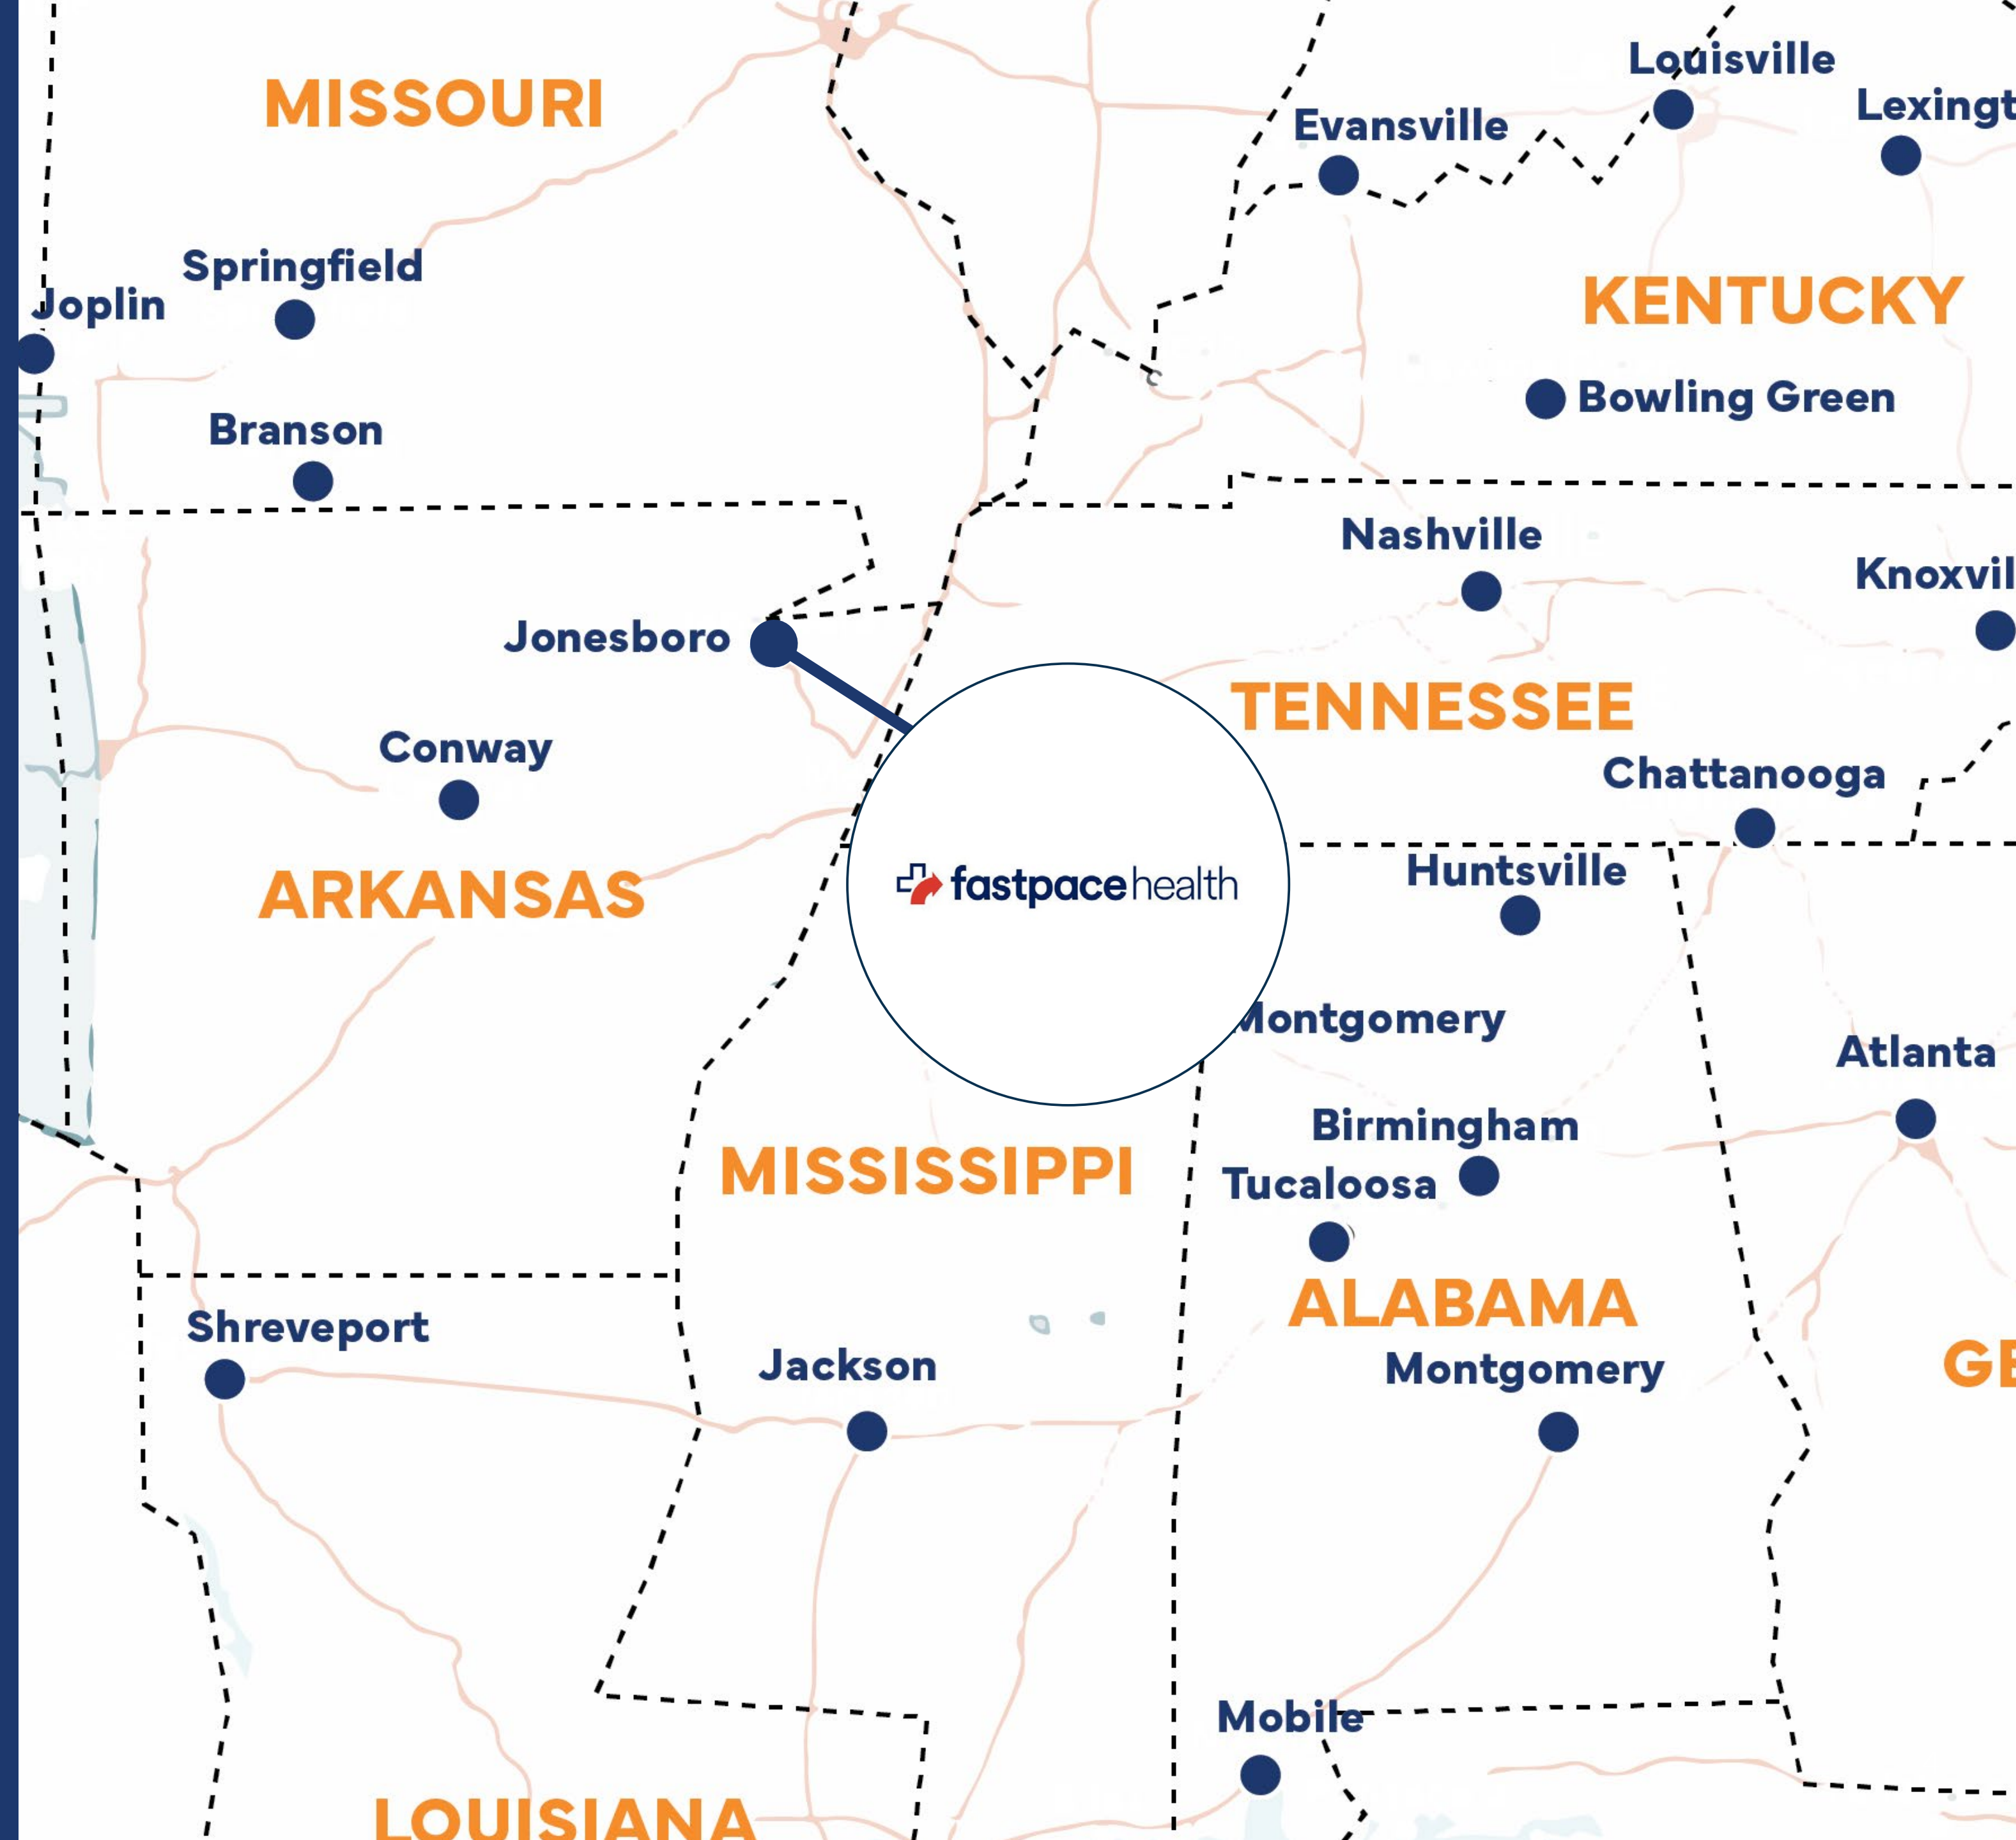 Louisville
MISSOURI
Lexingt
Evansville
Springfield
Joplin
KENTUCKY
Bowling Green
Branson
Nashville
Knoxvil
Jonesboro
TENNESSEE
Conway
Chattanooga
Huntsville
ARKANSAS
fastpacehealth
Montgomery
Atlanta
Birmingham
MISSISSIPPI
Tucaloosa
ALABAMA
Shreveport
Jackson
Montgomery
GE
Mobile
LOUISIANA